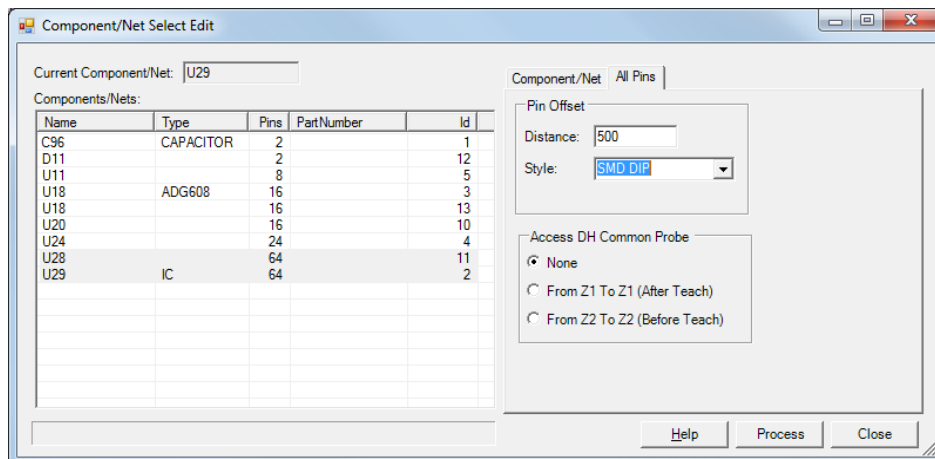 Component/Net Select Edit
Current Component/Net: U29
Components/Nets:
Name Type Pins PartNumber Id
C96 CAPACITOR 2 1
D11 2 12
U11 8 5
U18 ADG608 16 3
U18 16 13
U20 16 10
U24 24 4
U28 64 11
U29 IC 64 2
Component/Net All Pins
Pin Offset
Distance: 500
Style: SMD DIP
Access DH Common Probe
None
From Z1 To Z1 (After Teach)
From Z2 To Z2 (Before Teach)
Help Process Close